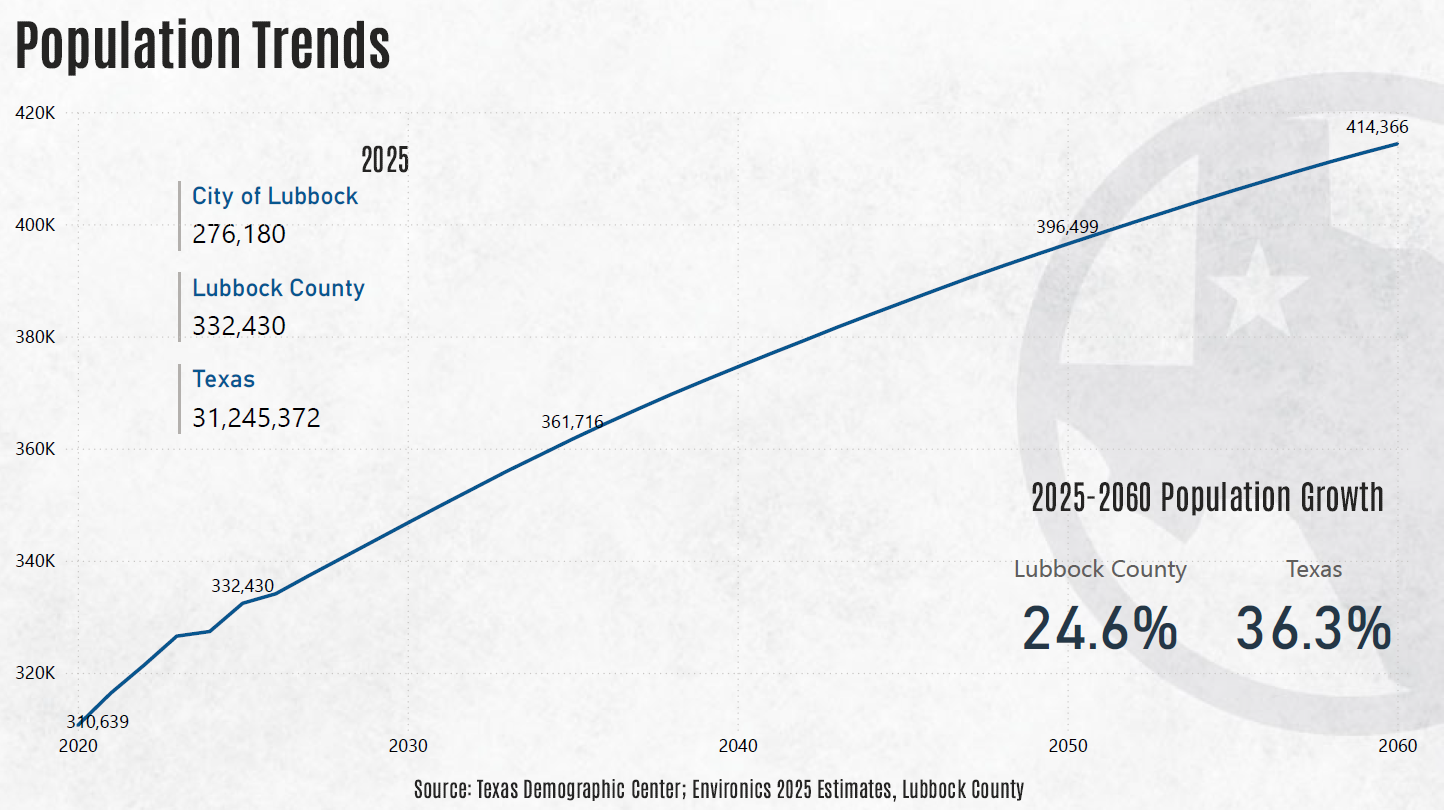 Population Trends
420K
400K
380K
360K
340K
320K
2025
City of Lubbock
276,180
Lubbock County
332,430
Texas
31,245,372
310,639
332,430
361,716
396,499
414,366
2025-2060 Population Growth
Lubbock County Texas
24.6% 36.3%
2020 2030 2040 2050 2060
Source: Texas Demographic Center; Environics 2025 Estimates, Lubbock County